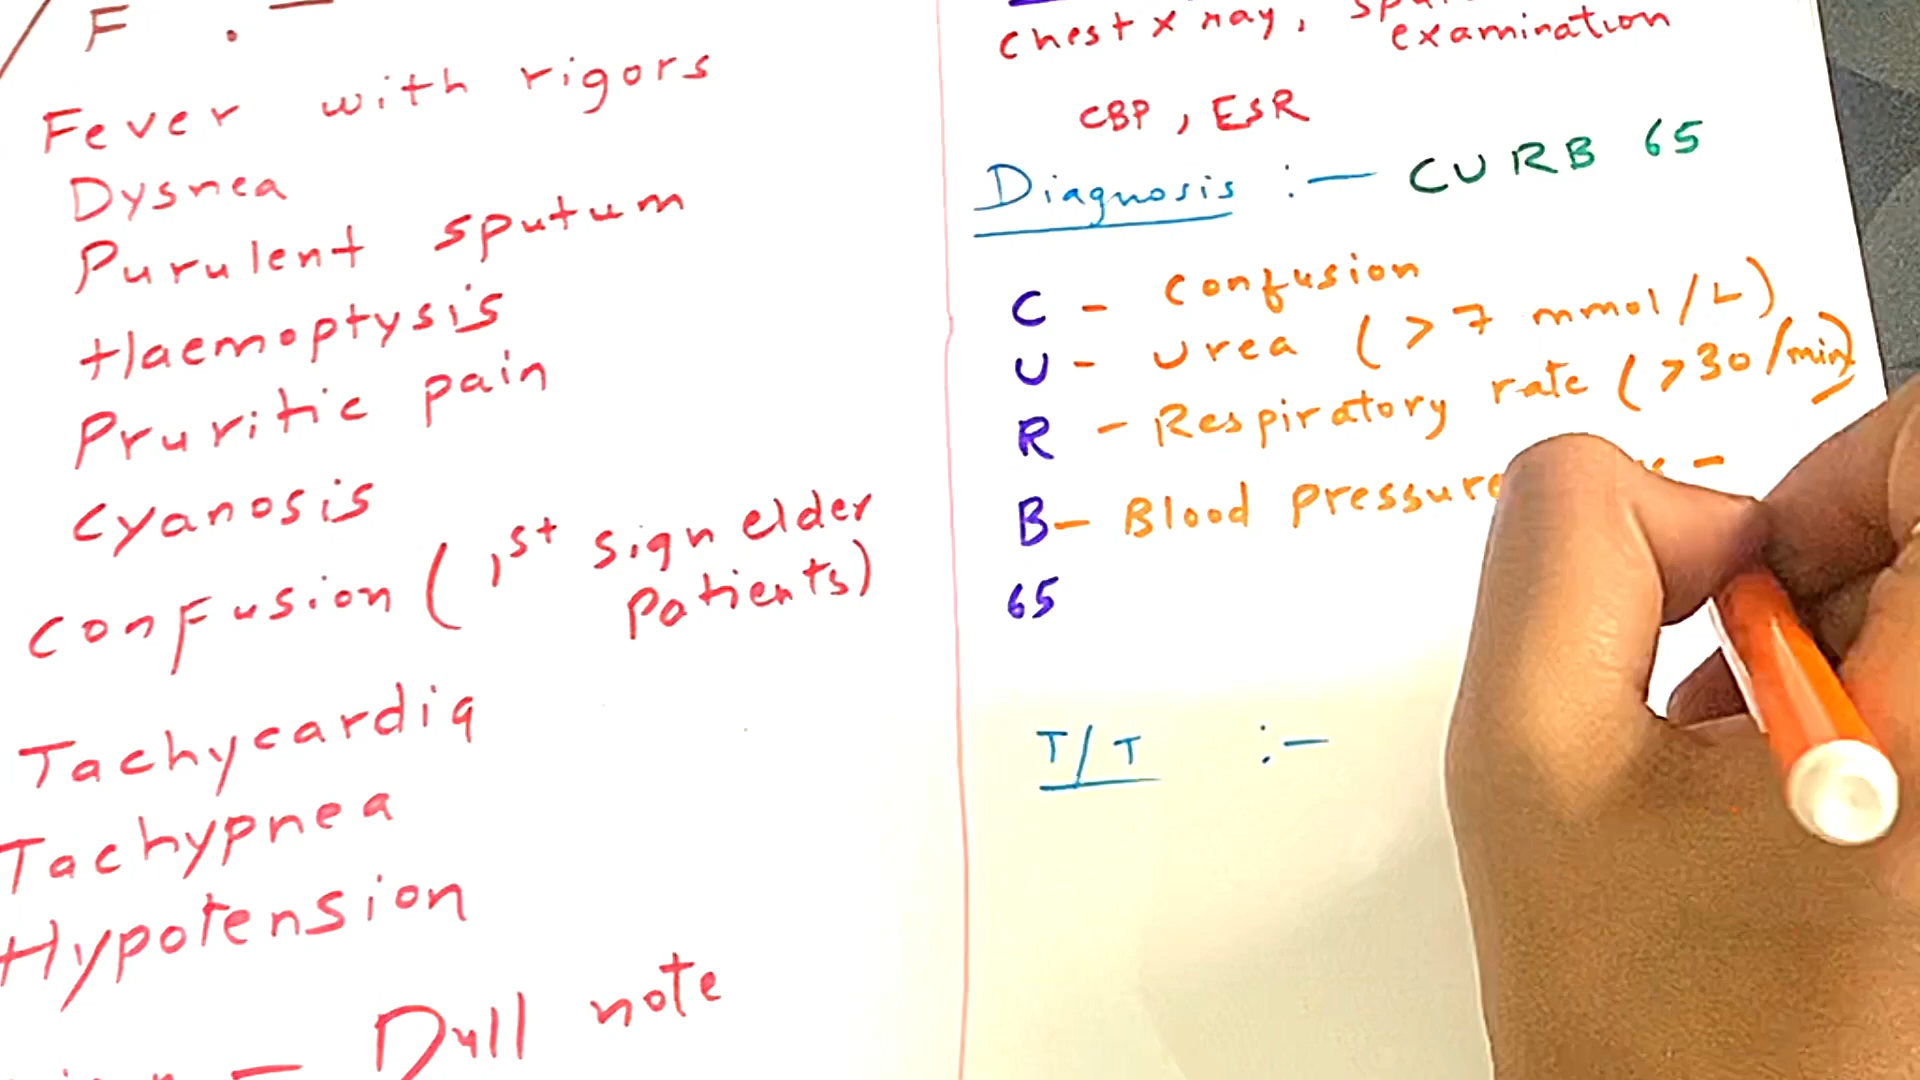 F
Fever with rigors
Dysnea
Purulent sputum
Haemoptysis
Pruritic pain
Cyanosis
Confusion ( 1st sign elder
Patients)
Tachycardia
Tachypnea
Hypotension
— Dull note
chest x ray,
examination
CBP, ESR
Diagnosis :— CURB 65
C - Confusion
U - Urea (>7 mmol/L)
R - Respiratory rate (>30/min)
B- Blood pressure
65
T/T :-